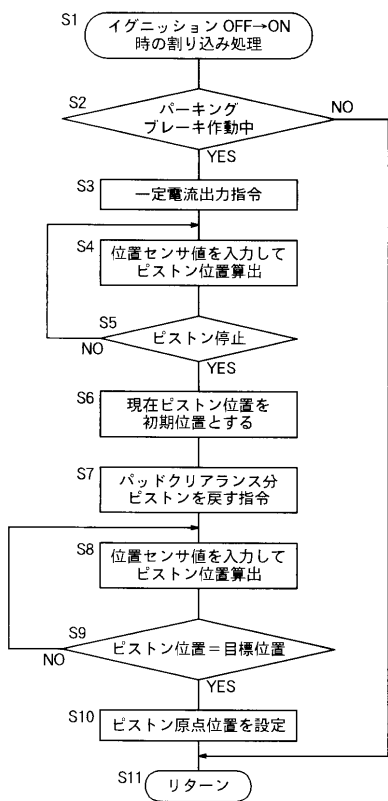 S1
イグニッション OFF→ON
時の割り込み処理
S2
パーキング
ブレーキ作動中
NO
YES
S3
一定電流出力指令
S4
位置センサ値を入力して
ピストン位置算出
S5
ピストン停止
NO
YES
S6
現在ピストン位置を
初期位置とする
S7
パッドクリアランス分
ピストンを戻す指令
S8
位置センサ値を入力して
ピストン位置算出
S9
ピストン位置=目標位置
NO
YES
S10
ピストン原点位置を設定
S11
リターン